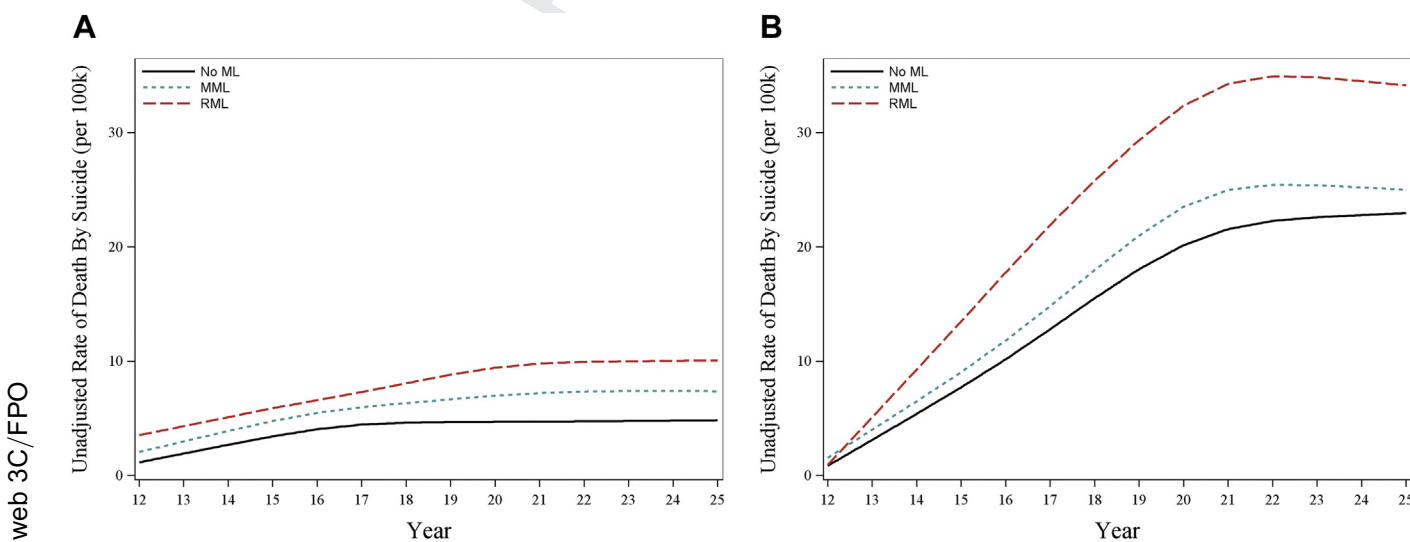 A
Unadjusted Rate of Death By Suicide (per 100k)
No ML
MML
RML
30
20
10
0
12 13 14 15 16 17 18 19 20 21 22 23 24 25
Year
B
Unadjusted Rate of Death By Suicide (per 100k)
No ML
MML
RML
30
20
10
0
12 13 14 15 16 17 18 19 20 21 22 23 24 25
Year
web 3C/FPO